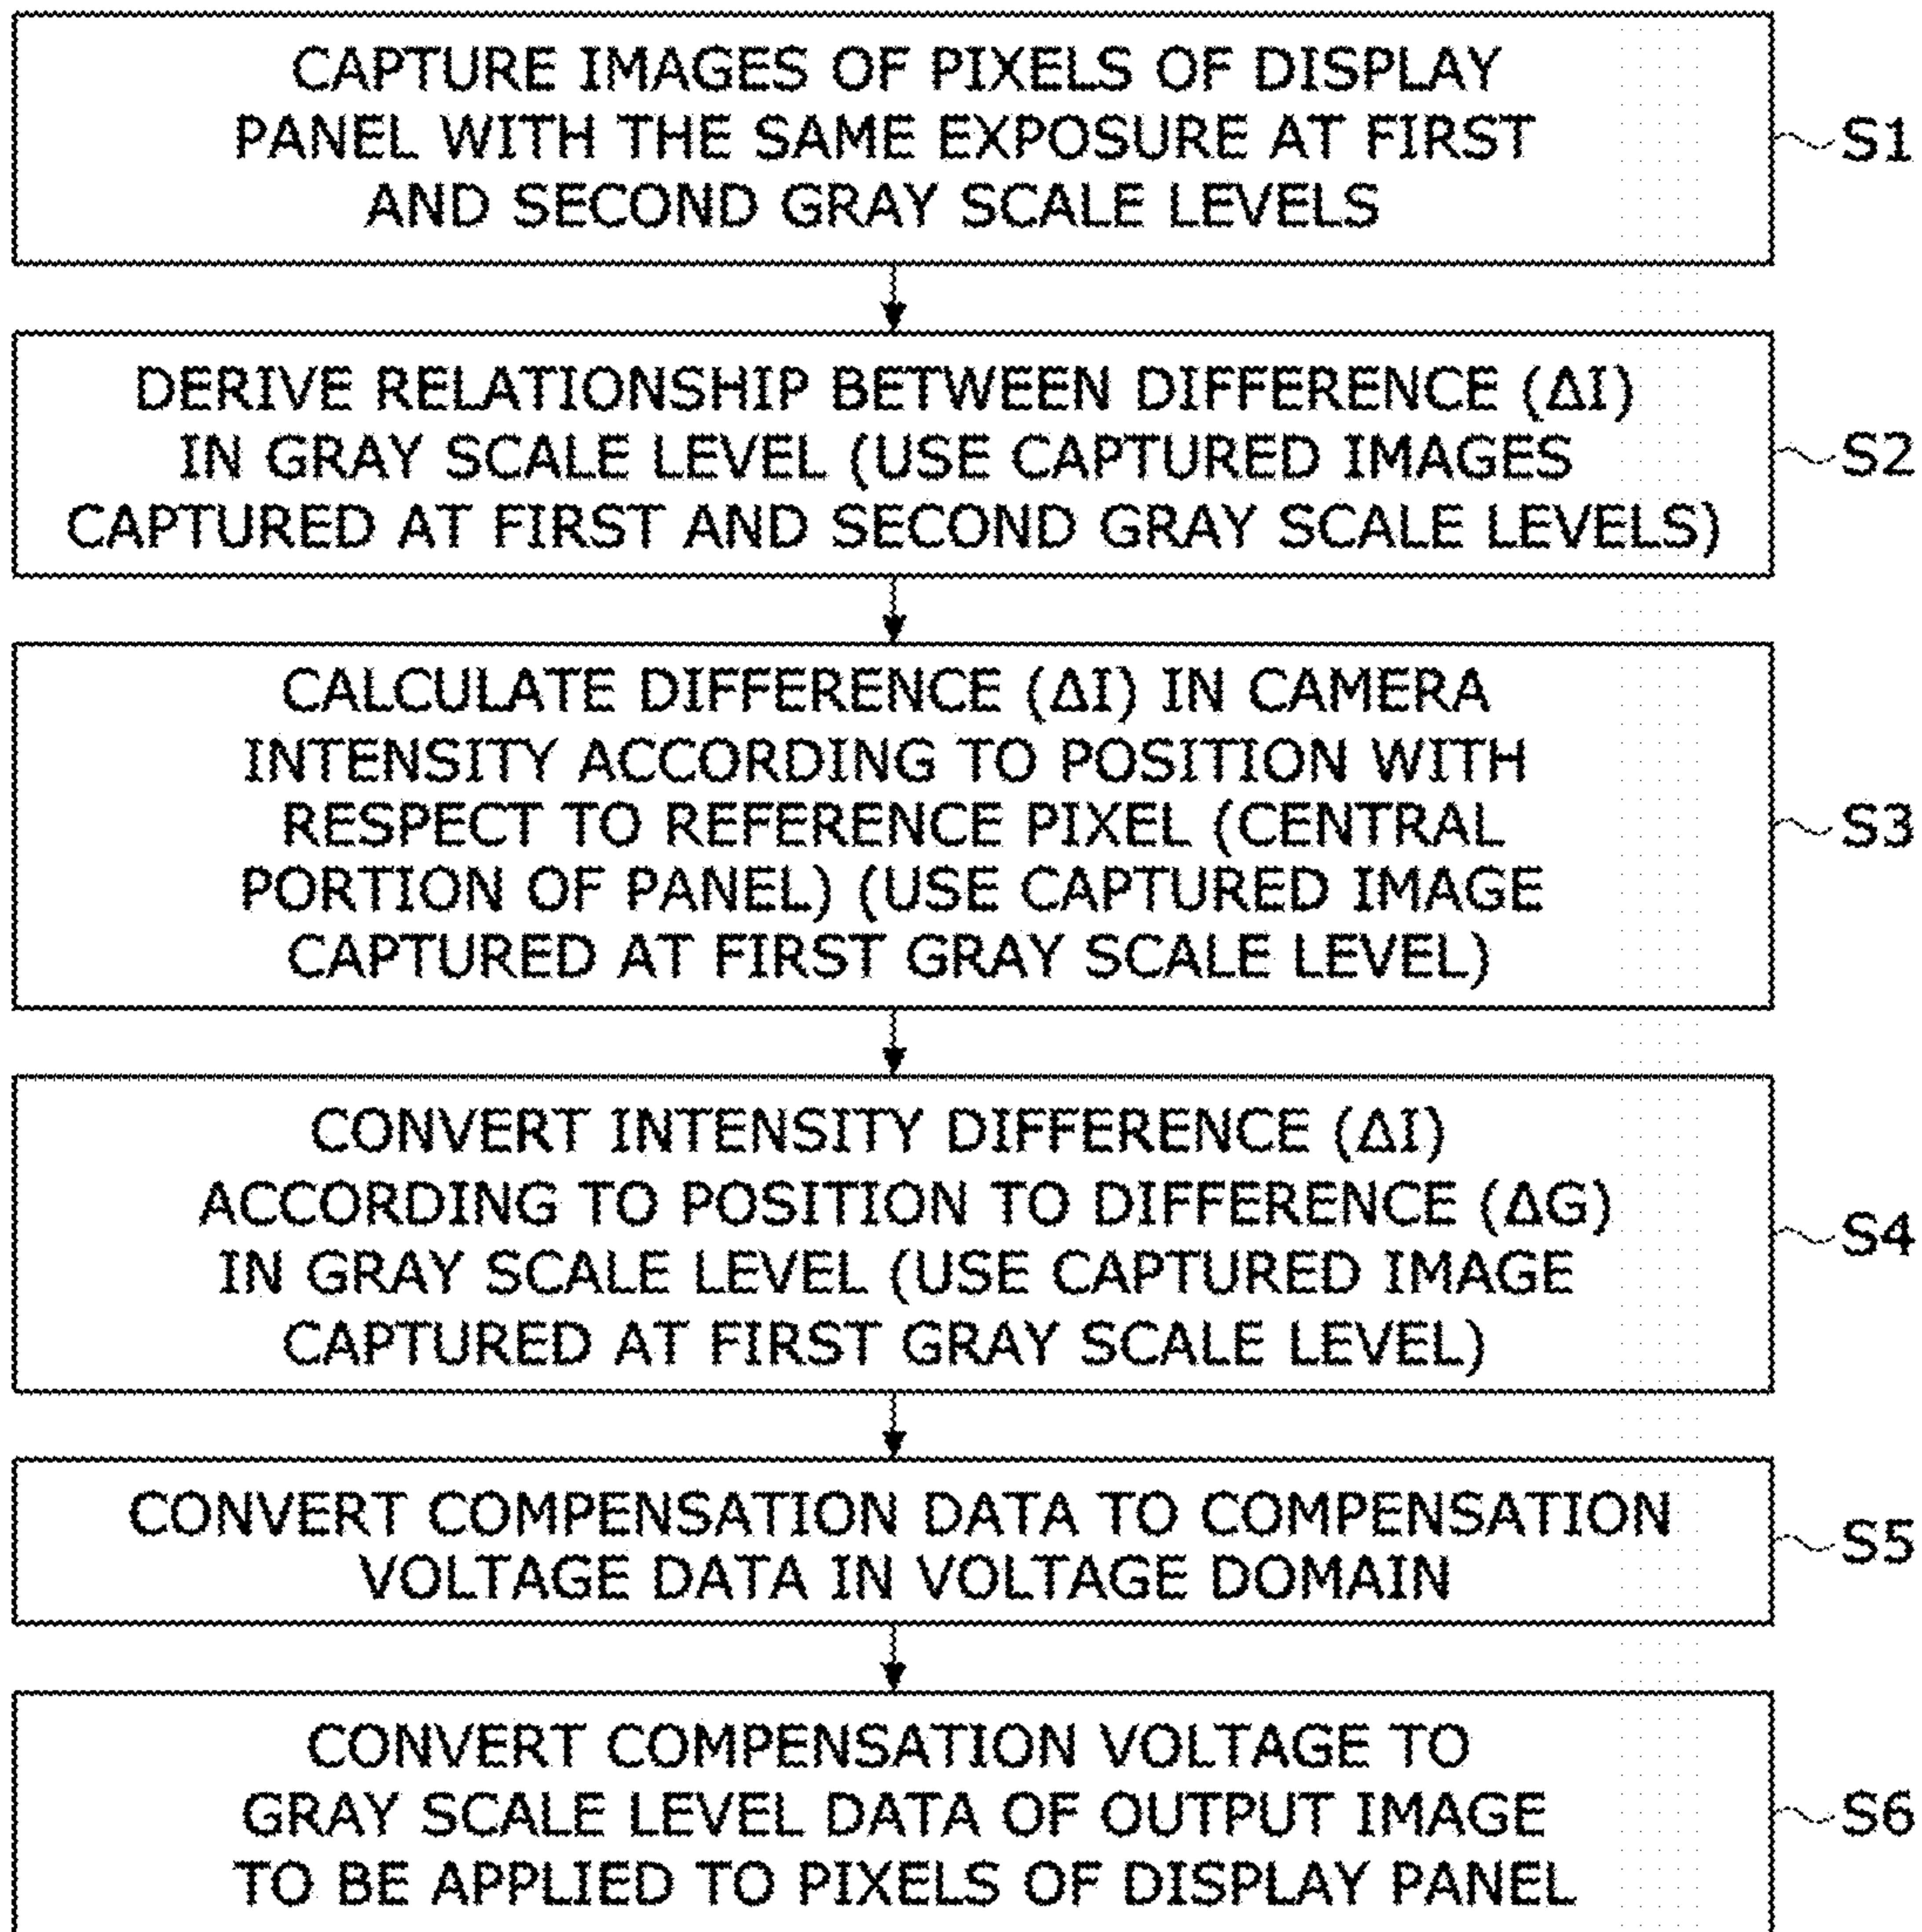 CAPTURE IMAGES OF PIXELS OF DISPLAY
PANEL WITH THE SAME EXPOSURE AT FIRST
AND SECOND GRAY SCALE LEVELS
S1
DERIVE RELATIONSHIP BETWEEN DIFFERENCE (ΔI)
IN GRAY SCALE LEVEL (USE CAPTURED IMAGES
CAPTURED AT FIRST AND SECOND GRAY SCALE LEVELS)
S2
CALCULATE DIFFERENCE (ΔI) IN CAMERA
INTENSITY ACCORDING TO POSITION WITH
RESPECT TO REFERENCE PIXEL (CENTRAL
PORTION OF PANEL) (USE CAPTURED IMAGE
CAPTURED AT FIRST GRAY SCALE LEVEL)
S3
CONVERT INTENSITY DIFFERENCE (ΔI)
ACCORDING TO POSITION TO DIFFERENCE (ΔG)
IN GRAY SCALE LEVEL (USE CAPTURED IMAGE
CAPTURED AT FIRST GRAY SCALE LEVEL)
S4
CONVERT COMPENSATION DATA TO COMPENSATION
VOLTAGE DATA IN VOLTAGE DOMAIN
S5
CONVERT COMPENSATION VOLTAGE TO
GRAY SCALE LEVEL DATA OF OUTPUT IMAGE
TO BE APPLIED TO PIXELS OF DISPLAY PANEL
S6